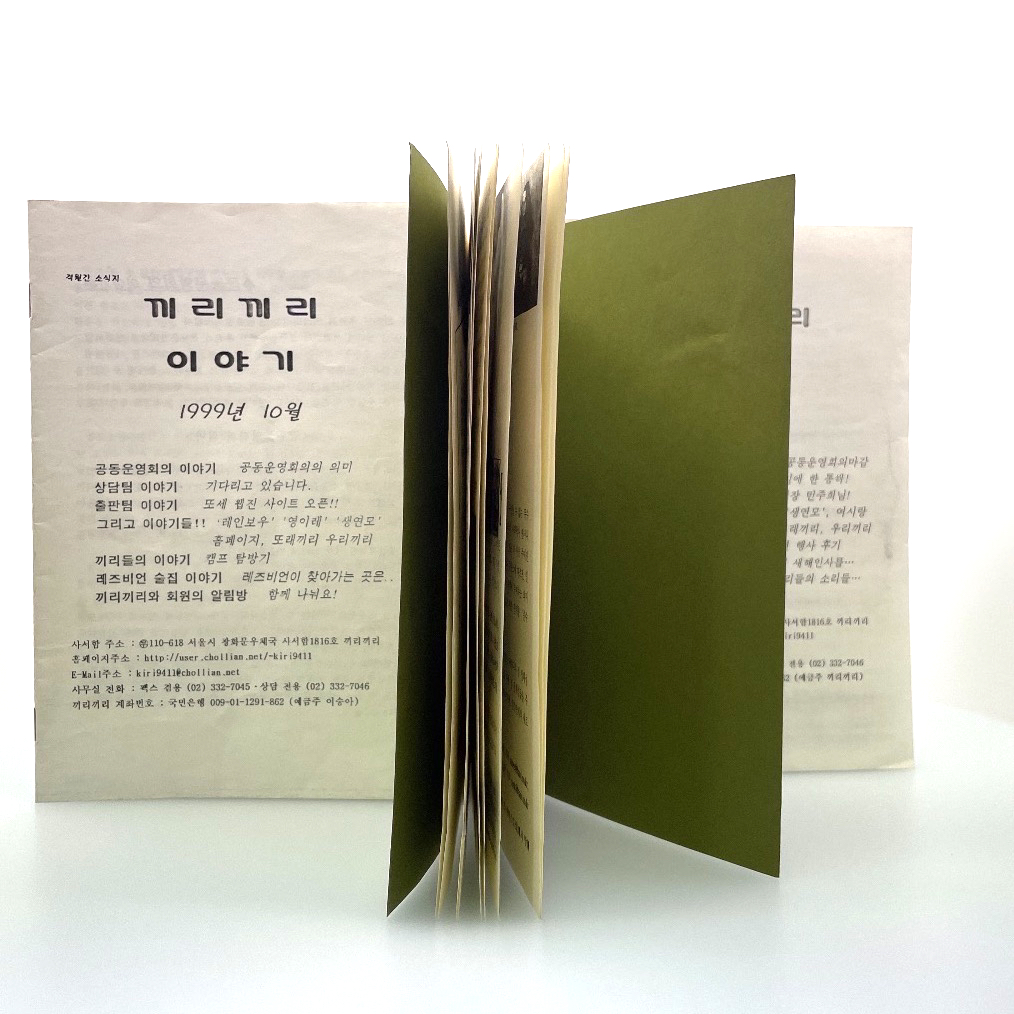 격월간 소식지
끼리끼리
이야기
1999년 10월
공동운영회의 이야기 공동운영회의의 의미
상담팀 이야기 기다리고 있습니다.
출판팀 이야기 또세 웹진 사이트 오픈!!
그리고 이야기들!! '레인보우' '영이래' '생연모'
홈페이지, 또래끼리 우리끼리
끼리들의 이야기 캠프 탐방기
레즈비언 술집 이야기 레즈비언이 찾아가는 곳은..
끼리끼리와 회원의 알림방 함께 나눠요!
사서함 주소 : ㉾110-618 서울시 광화문우체국 사서함1816호 끼리끼리
홈페이지주소 : http://user.chollian.net/~kiri9411
E-Mail주소 : kiri9411@chollian.net
사무실 전화 : 팩스 겸용 (02) 332-7045·상담 전용 (02) 332-7046
끼리끼리 계좌번호 : 국민은행 009-01-1291-862 (예금주 이승아)
리
공동운영회의마감
에 한 통해!
장 민주회님!
'생연모', 여시랑
래끼리, 우리끼리
행사 후기
새해인사를…
리들의 소리들…
사서함1816호 끼리끼리
kiri9411
전용 (02) 332-7046
62 (예금주 끼리끼리)